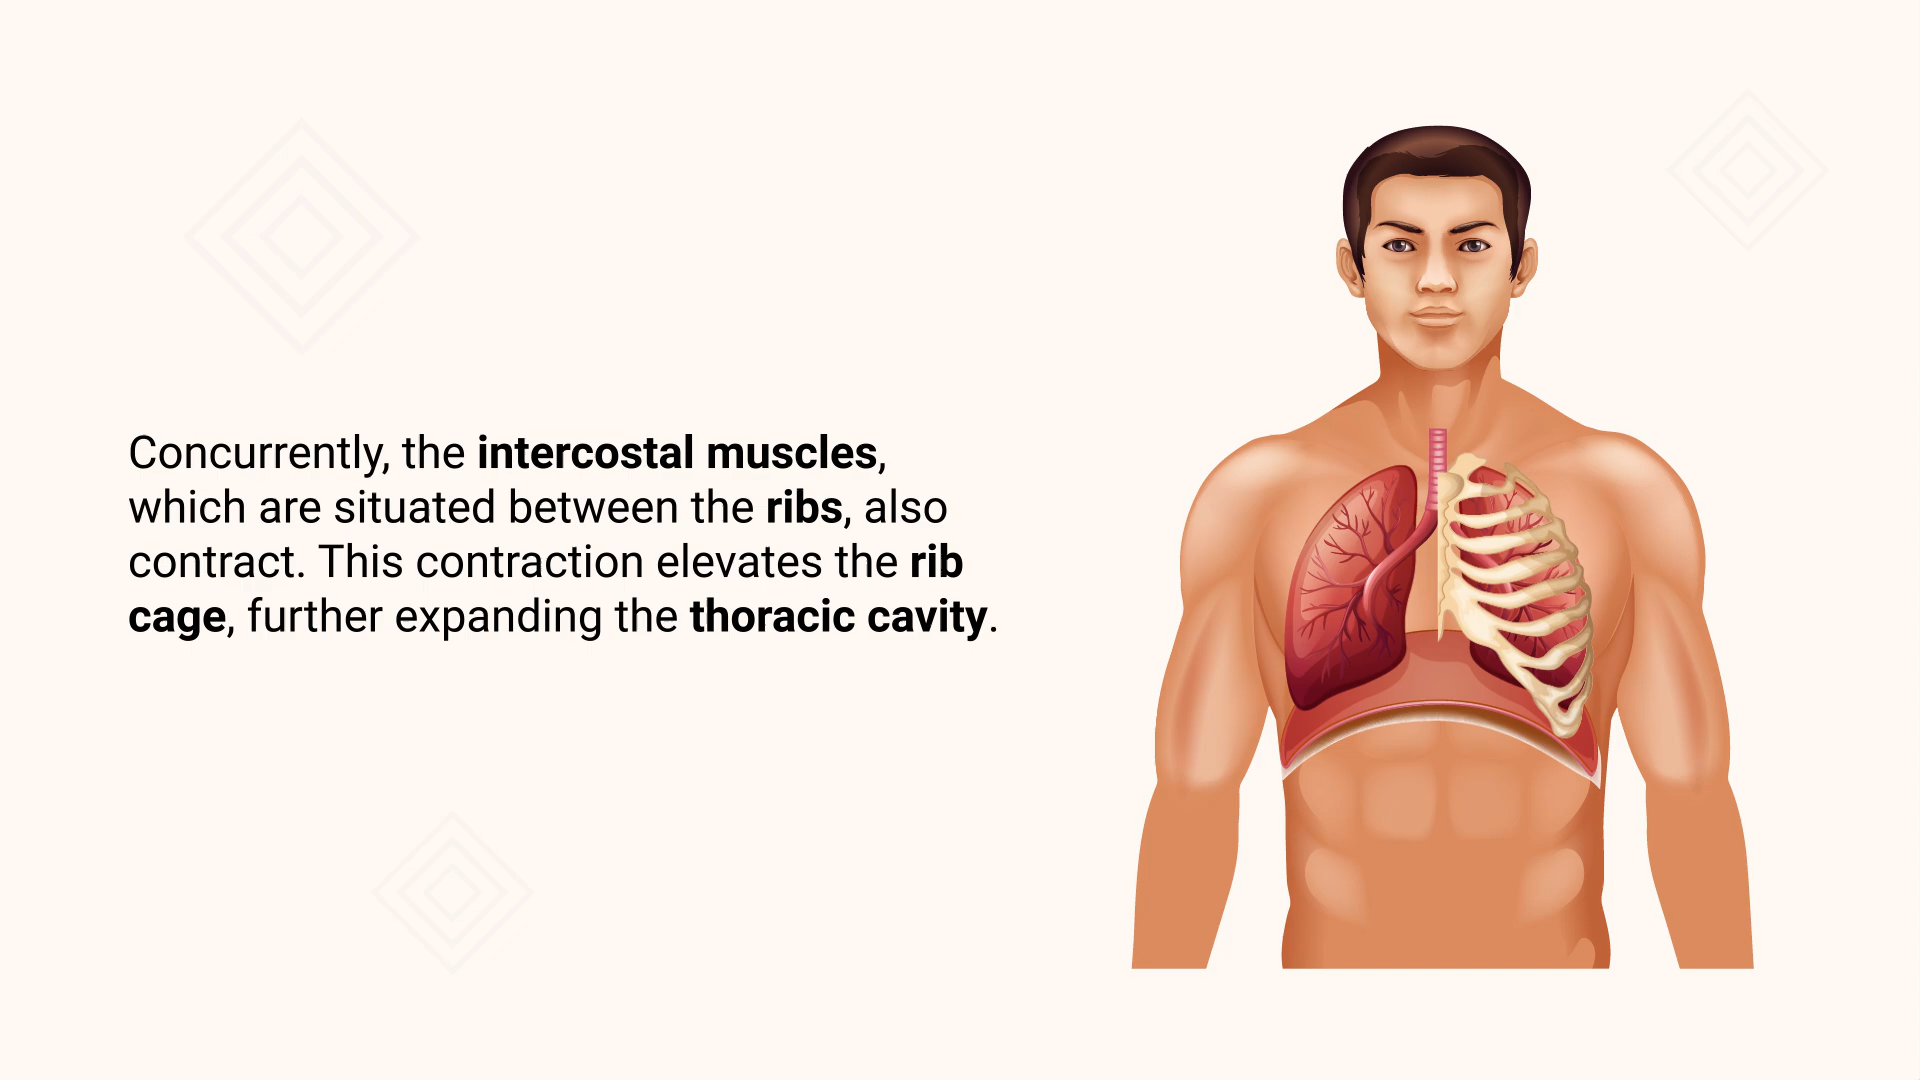 Concurrently, the intercostal muscles,
which are situated between the ribs, also
contract. This contraction elevates the rib
cage, further expanding the thoracic cavity.